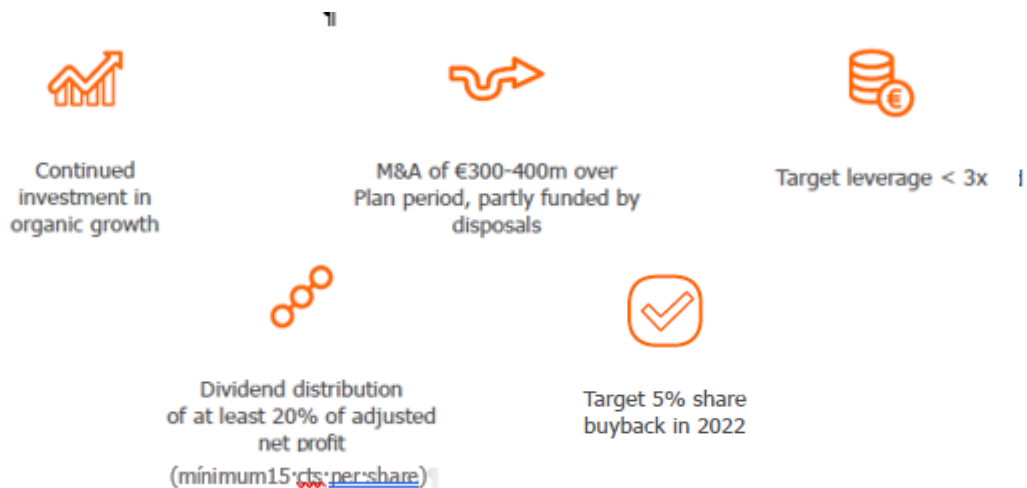 ¶
Continued
investment in
organic growth
M&A of €300-400m over
Plan period, partly funded by
disposals
Target leverage < 3x
Dividend distribution
of at least 20% of adjusted
net profit
(mínimum15·cts·per·share)¶
Target 5% share
buyback in 2022